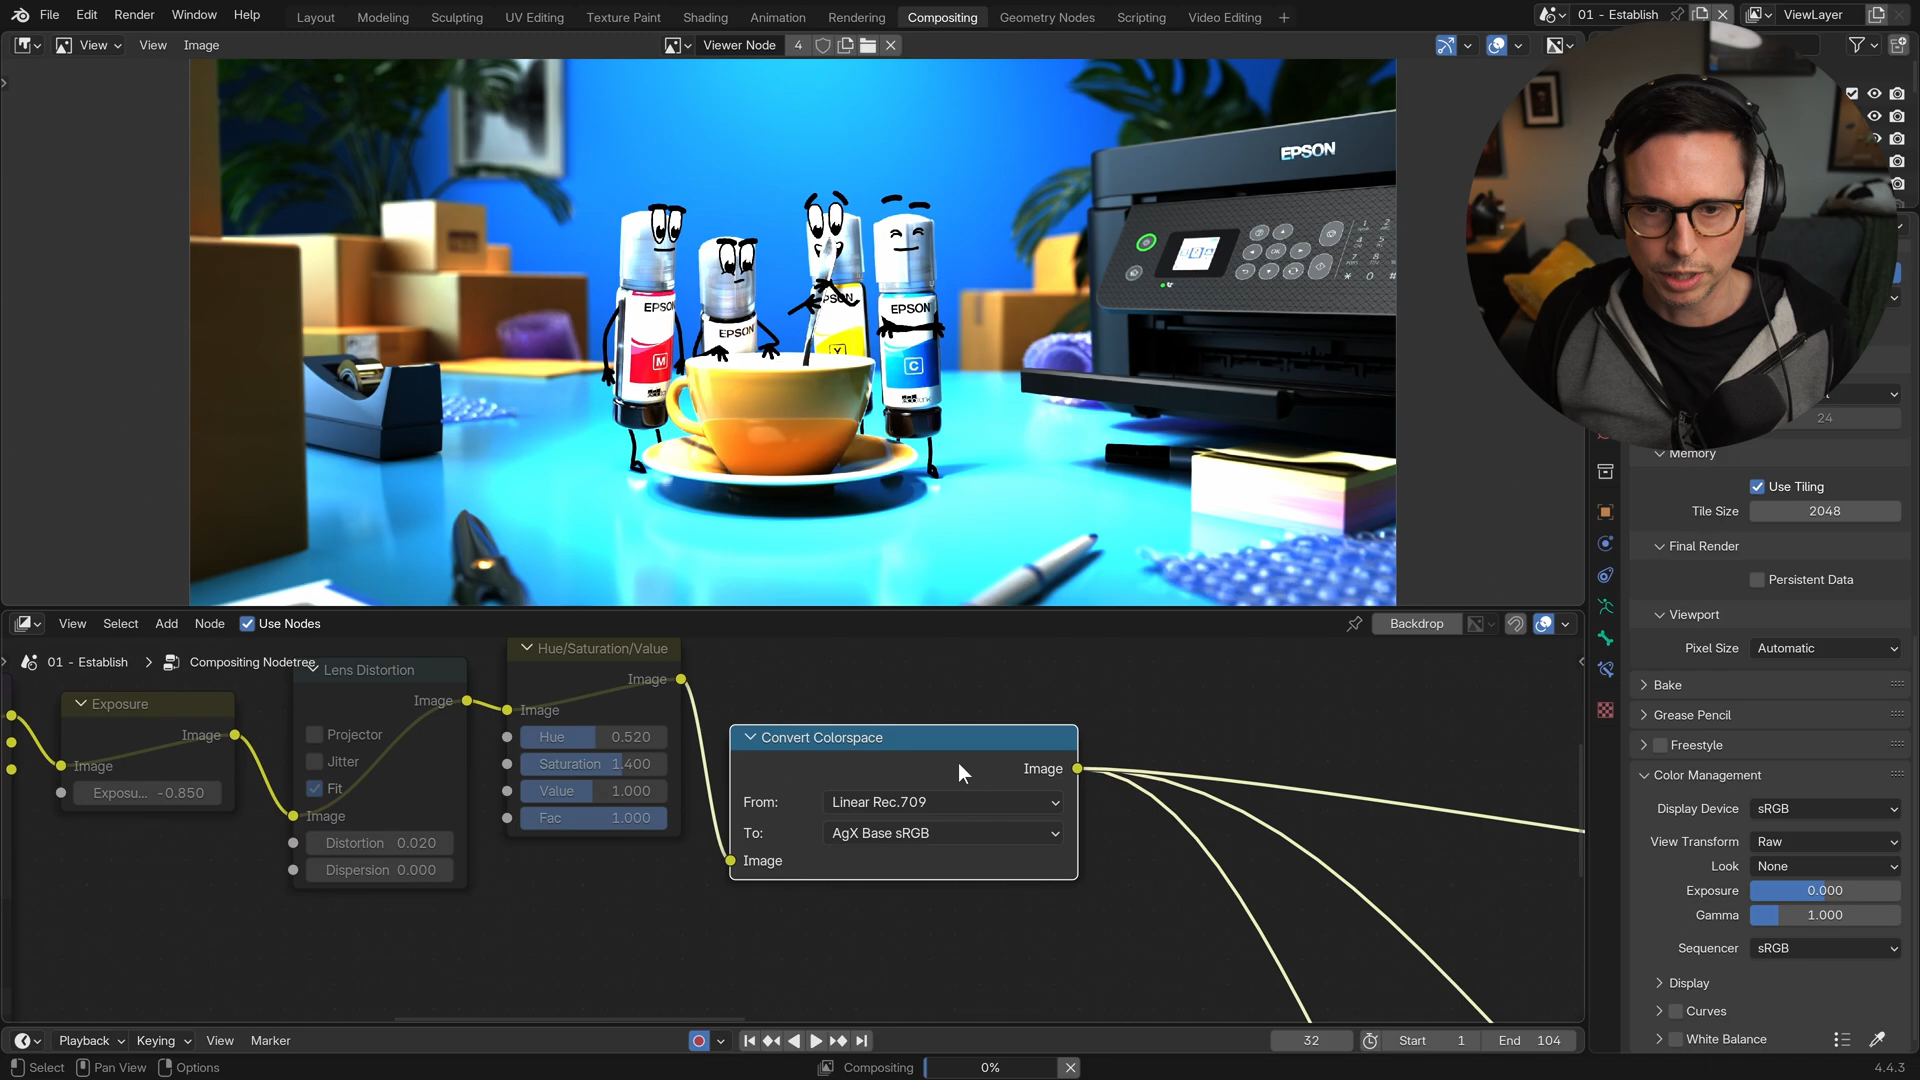 File Edit Render Window Help
Layout Modeling Sculpting UV Editing Texture Paint Shading Animation Rendering Compositing Geometry Nodes Scripting Video Editing +
01 - Establish
ViewLayer
View View Image
Viewer Node 4
EPSON
EPSON
EPSON
PSON
EPSON
M
Y
C
24
Memory
Use Tiling
Tile Size 2048
Final Render
Persistent Data
Viewport
Pixel Size Automatic
Bake
Grease Pencil
Freestyle
Color Management
Display Device sRGB
View Transform Raw
Look None
Exposure 0.000
Gamma 1.000
Sequencer sRGB
Display
Curves
White Balance
View Select Add Node Use Nodes
Backdrop
01 - Establish > Compositing Nodetree
Exposure
Image
Image
Exposu... -0.850
Lens Distortion
Image
Projector
Jitter
Fit
Image
Distortion 0.020
Dispersion 0.000
Hue/Saturation/Value
Image
Image
Hue 0.520
Saturation 1.400
Value 1.000
Fac 1.000
Convert Colorspace
Image
From: Linear Rec.709
To: AgX Base sRGB
Image
Playback Keying View Marker
32 Start 1 End 104
Select Pan View Options
Compositing 0%
4.4.3